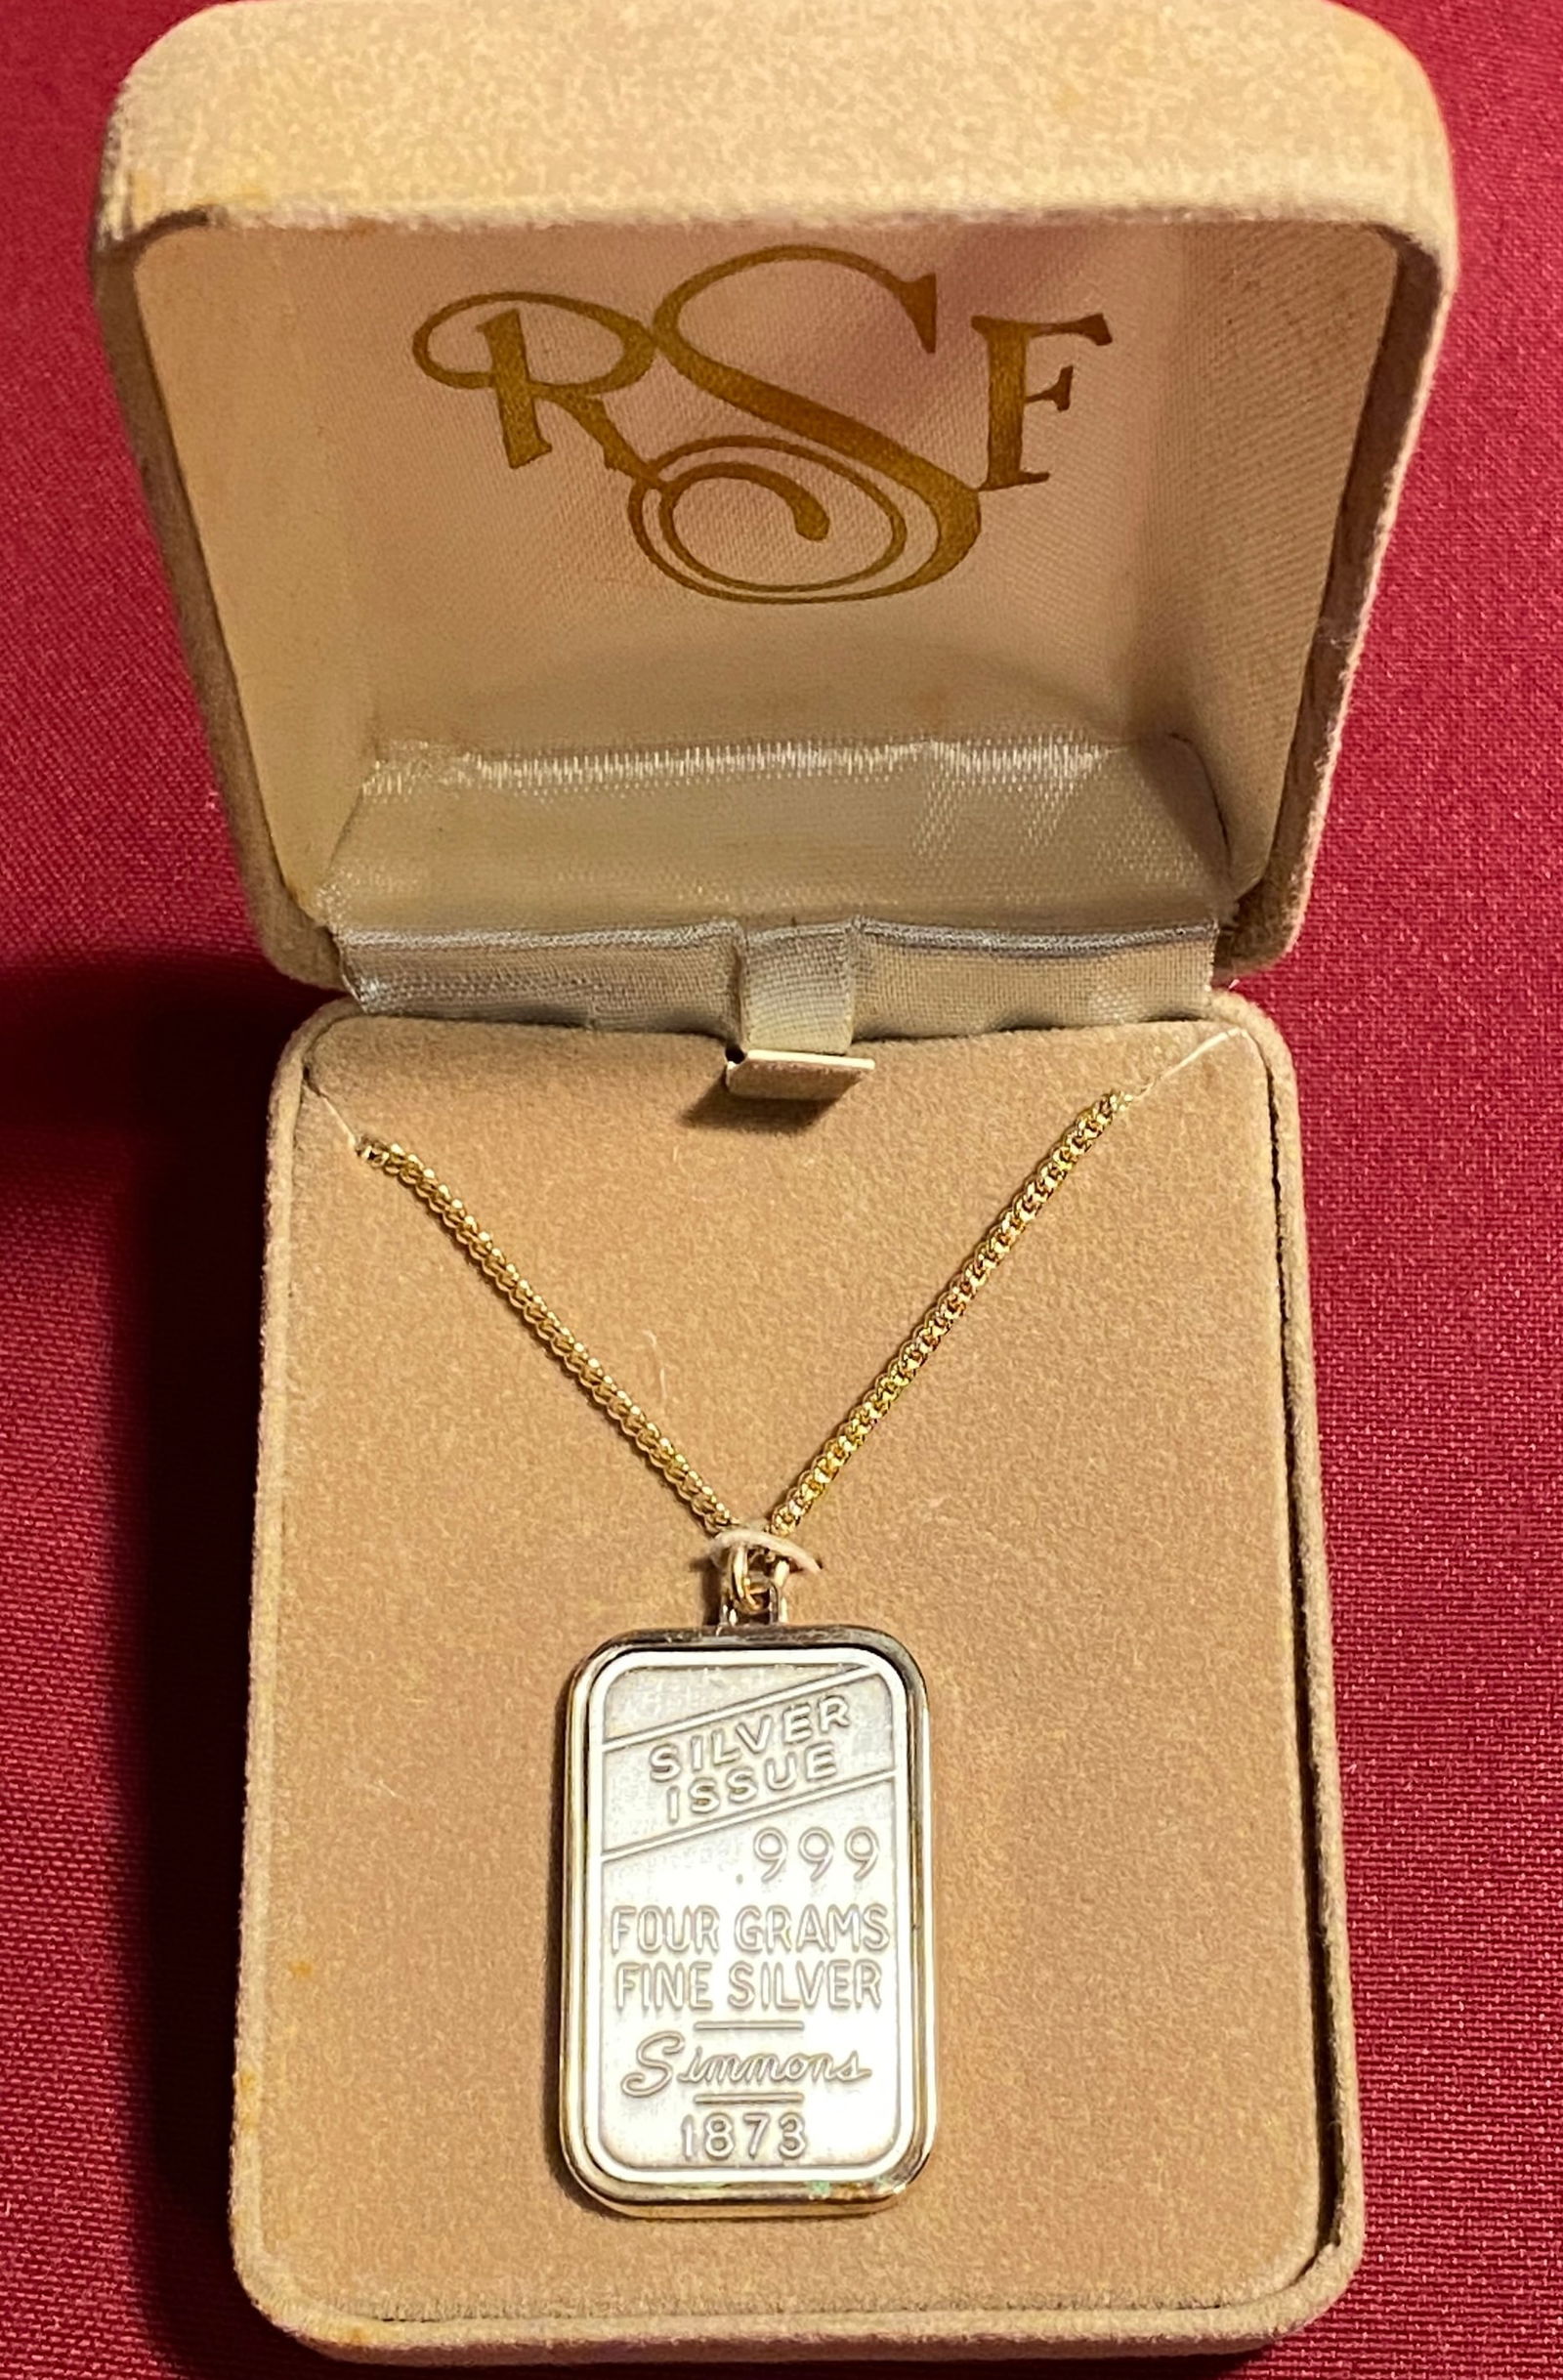 RSF
SILVER
ISSUE
.999
FOUR GRAMS
FINE SILVER
Simmons
1873